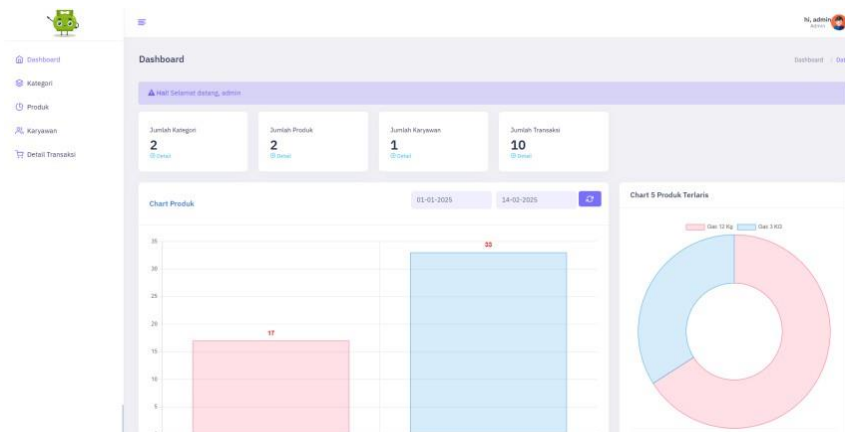 hi, admin
Admin
Dashboard
Kategori
Produk
Karyawan
Detail Transaksi
Dashboard
Dashboard
Hai! Selamat datang, admin
Jumlah Kategori
2
Detail
Jumlah Produk
2
Detail
Jumlah Karyawan
1
Detail
Jumlah Transaksi
10
Detail
Chart Produk
01-01-2025
14-02-2025
35
30
25
20
15
10
5
17
33
Chart 5 Produk Terlaris
Gas 12 Kg
Gas 3 KG